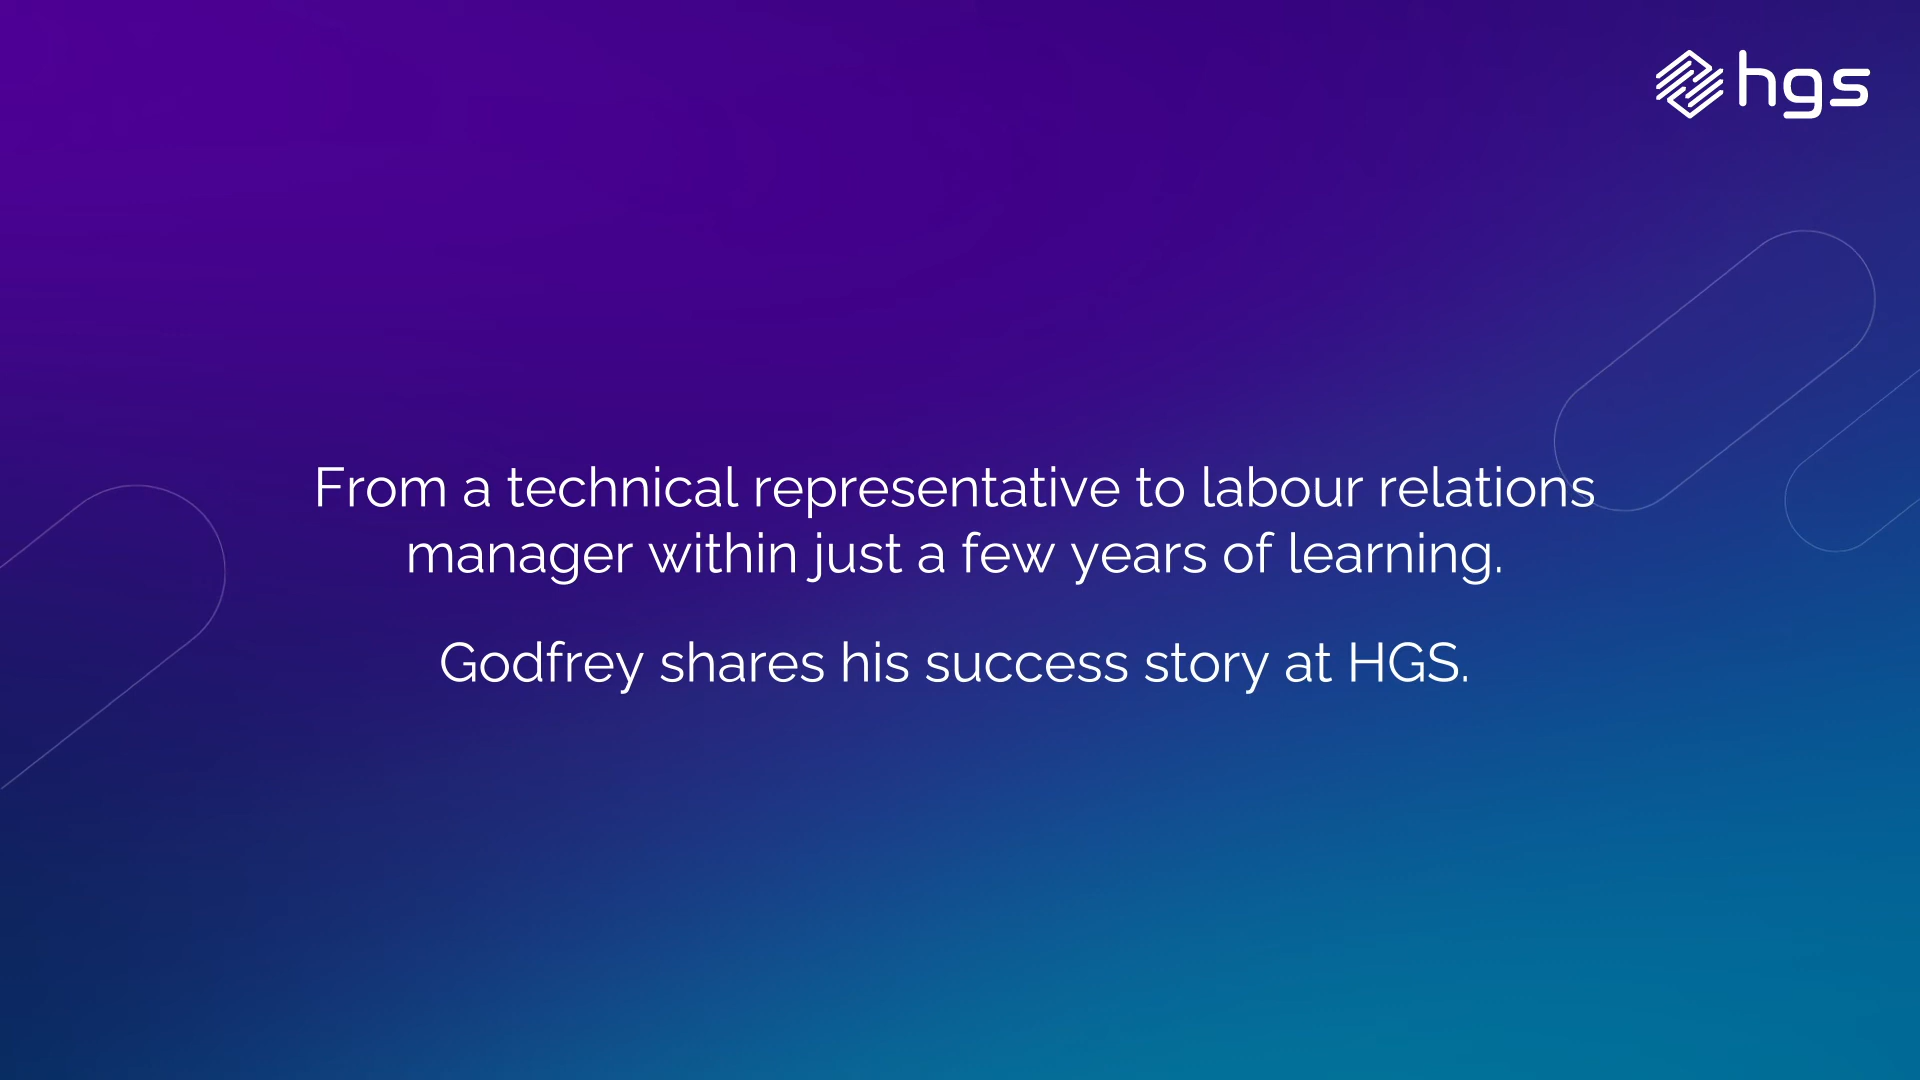 hgs
From a technical representative to labour relations
manager within just a few years of learning.
Godfrey shares his success story at HGS.